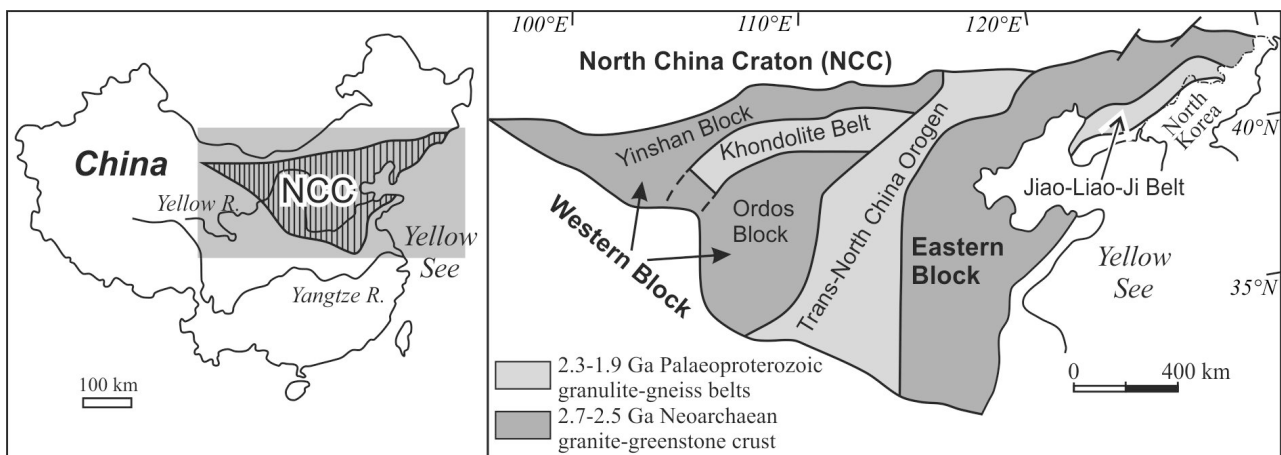 China
NCC
Yellow R.
Yellow
See
Yangtze R.
100 km
100°E
110°E
120°E
North China Craton (NCC)
40°N
35°N
Yinshan Block
Khondolite Belt
Trans-North China Orogen
North
Korea
Jiao-Liao-Ji Belt
Western Block
Ordos
Block
Eastern
Block
Yellow
See
2.3-1.9 Ga Palaeoproterozoic
granulite-gneiss belts
2.7-2.5 Ga Neoarchaean
granite-greenstone crust
0 400 km